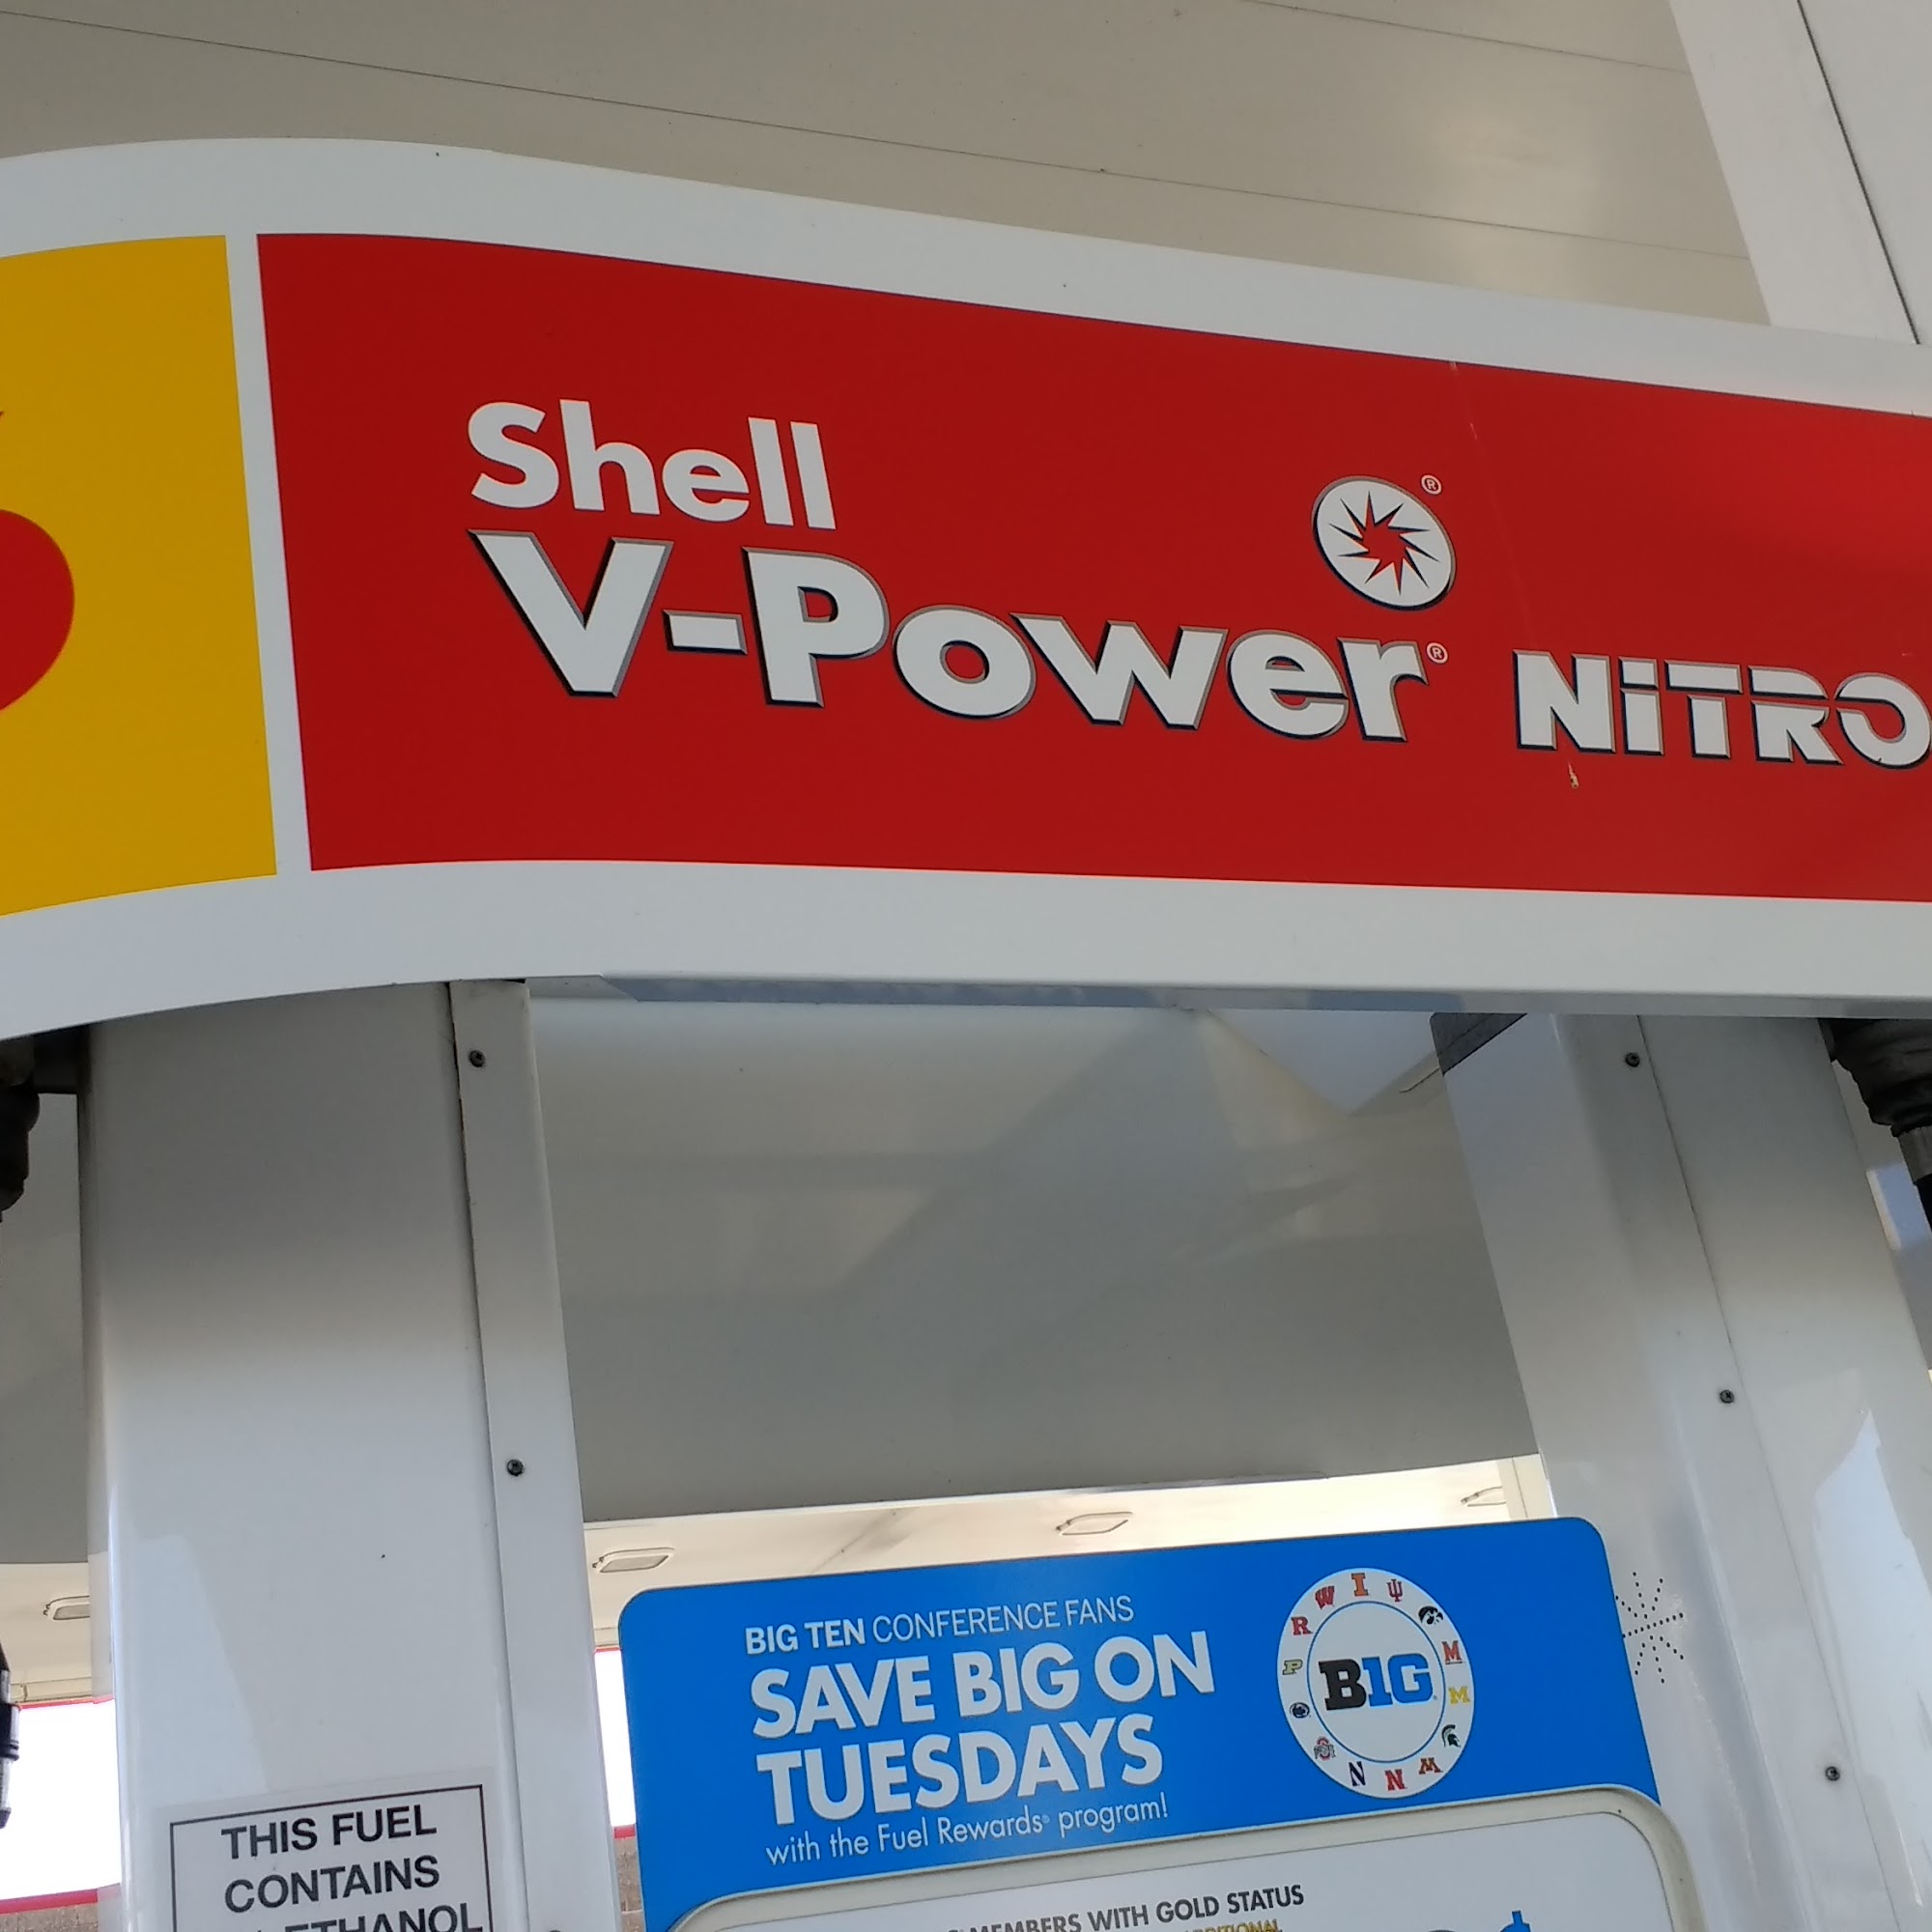 Shell
V-Power® NiTRO
BIG TEN CONFERENCE FANS
SAVE BIG ON
TUESDAYS
with the Fuel Rewards® program!
B1G
THIS FUEL
CONTAINS
ETHANOL
MEMBERS WITH GOLD STATUS